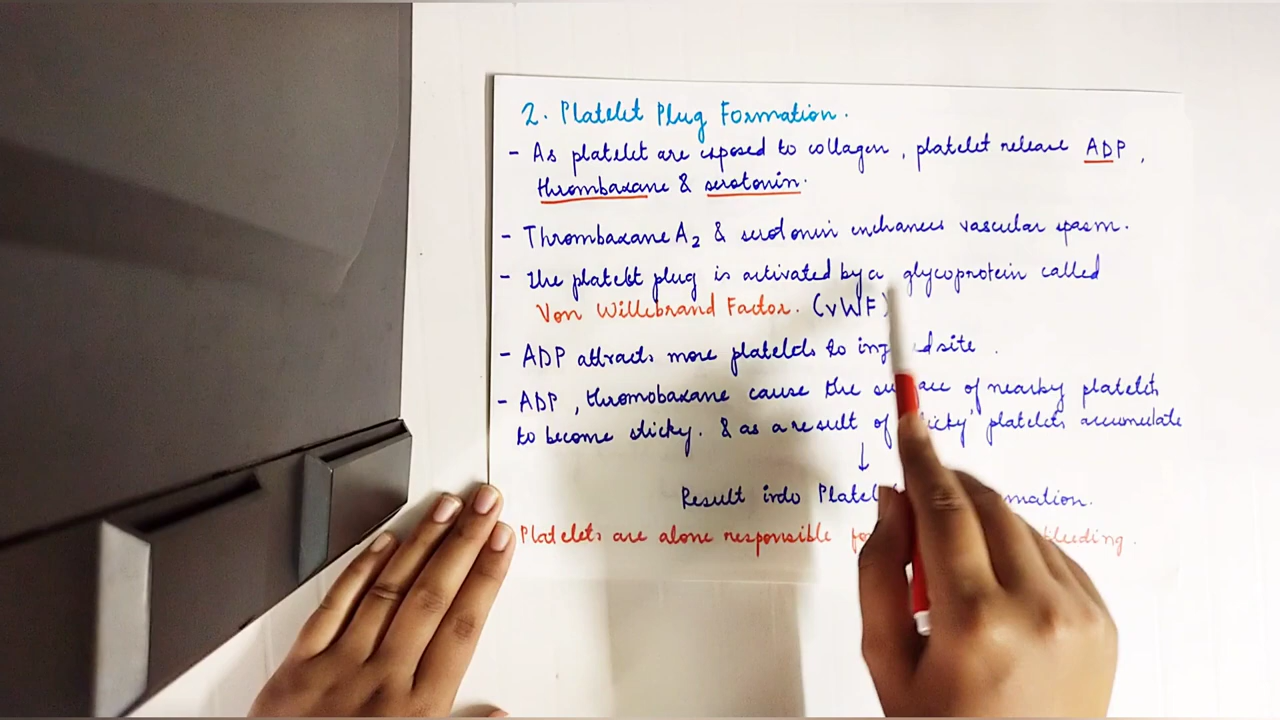 2. Platelet Plug Formation.
- As platelet are exposed to collagen, platelet release ADP,
thrombaxane & serotonin.
- Thrombaxane A2 & serotonin enchances vascular spasm.
- The platelet plug is activated by a glycoprotein called
Von Willebrand Factor. (vWF)
- ADP attracts more platelets to site.
- ADP, thromobaxane cause the of nearby platelets
to become sticky. & as a result of platelets accumulate
↓
Result into
Platelets are alone responsible bleeding.